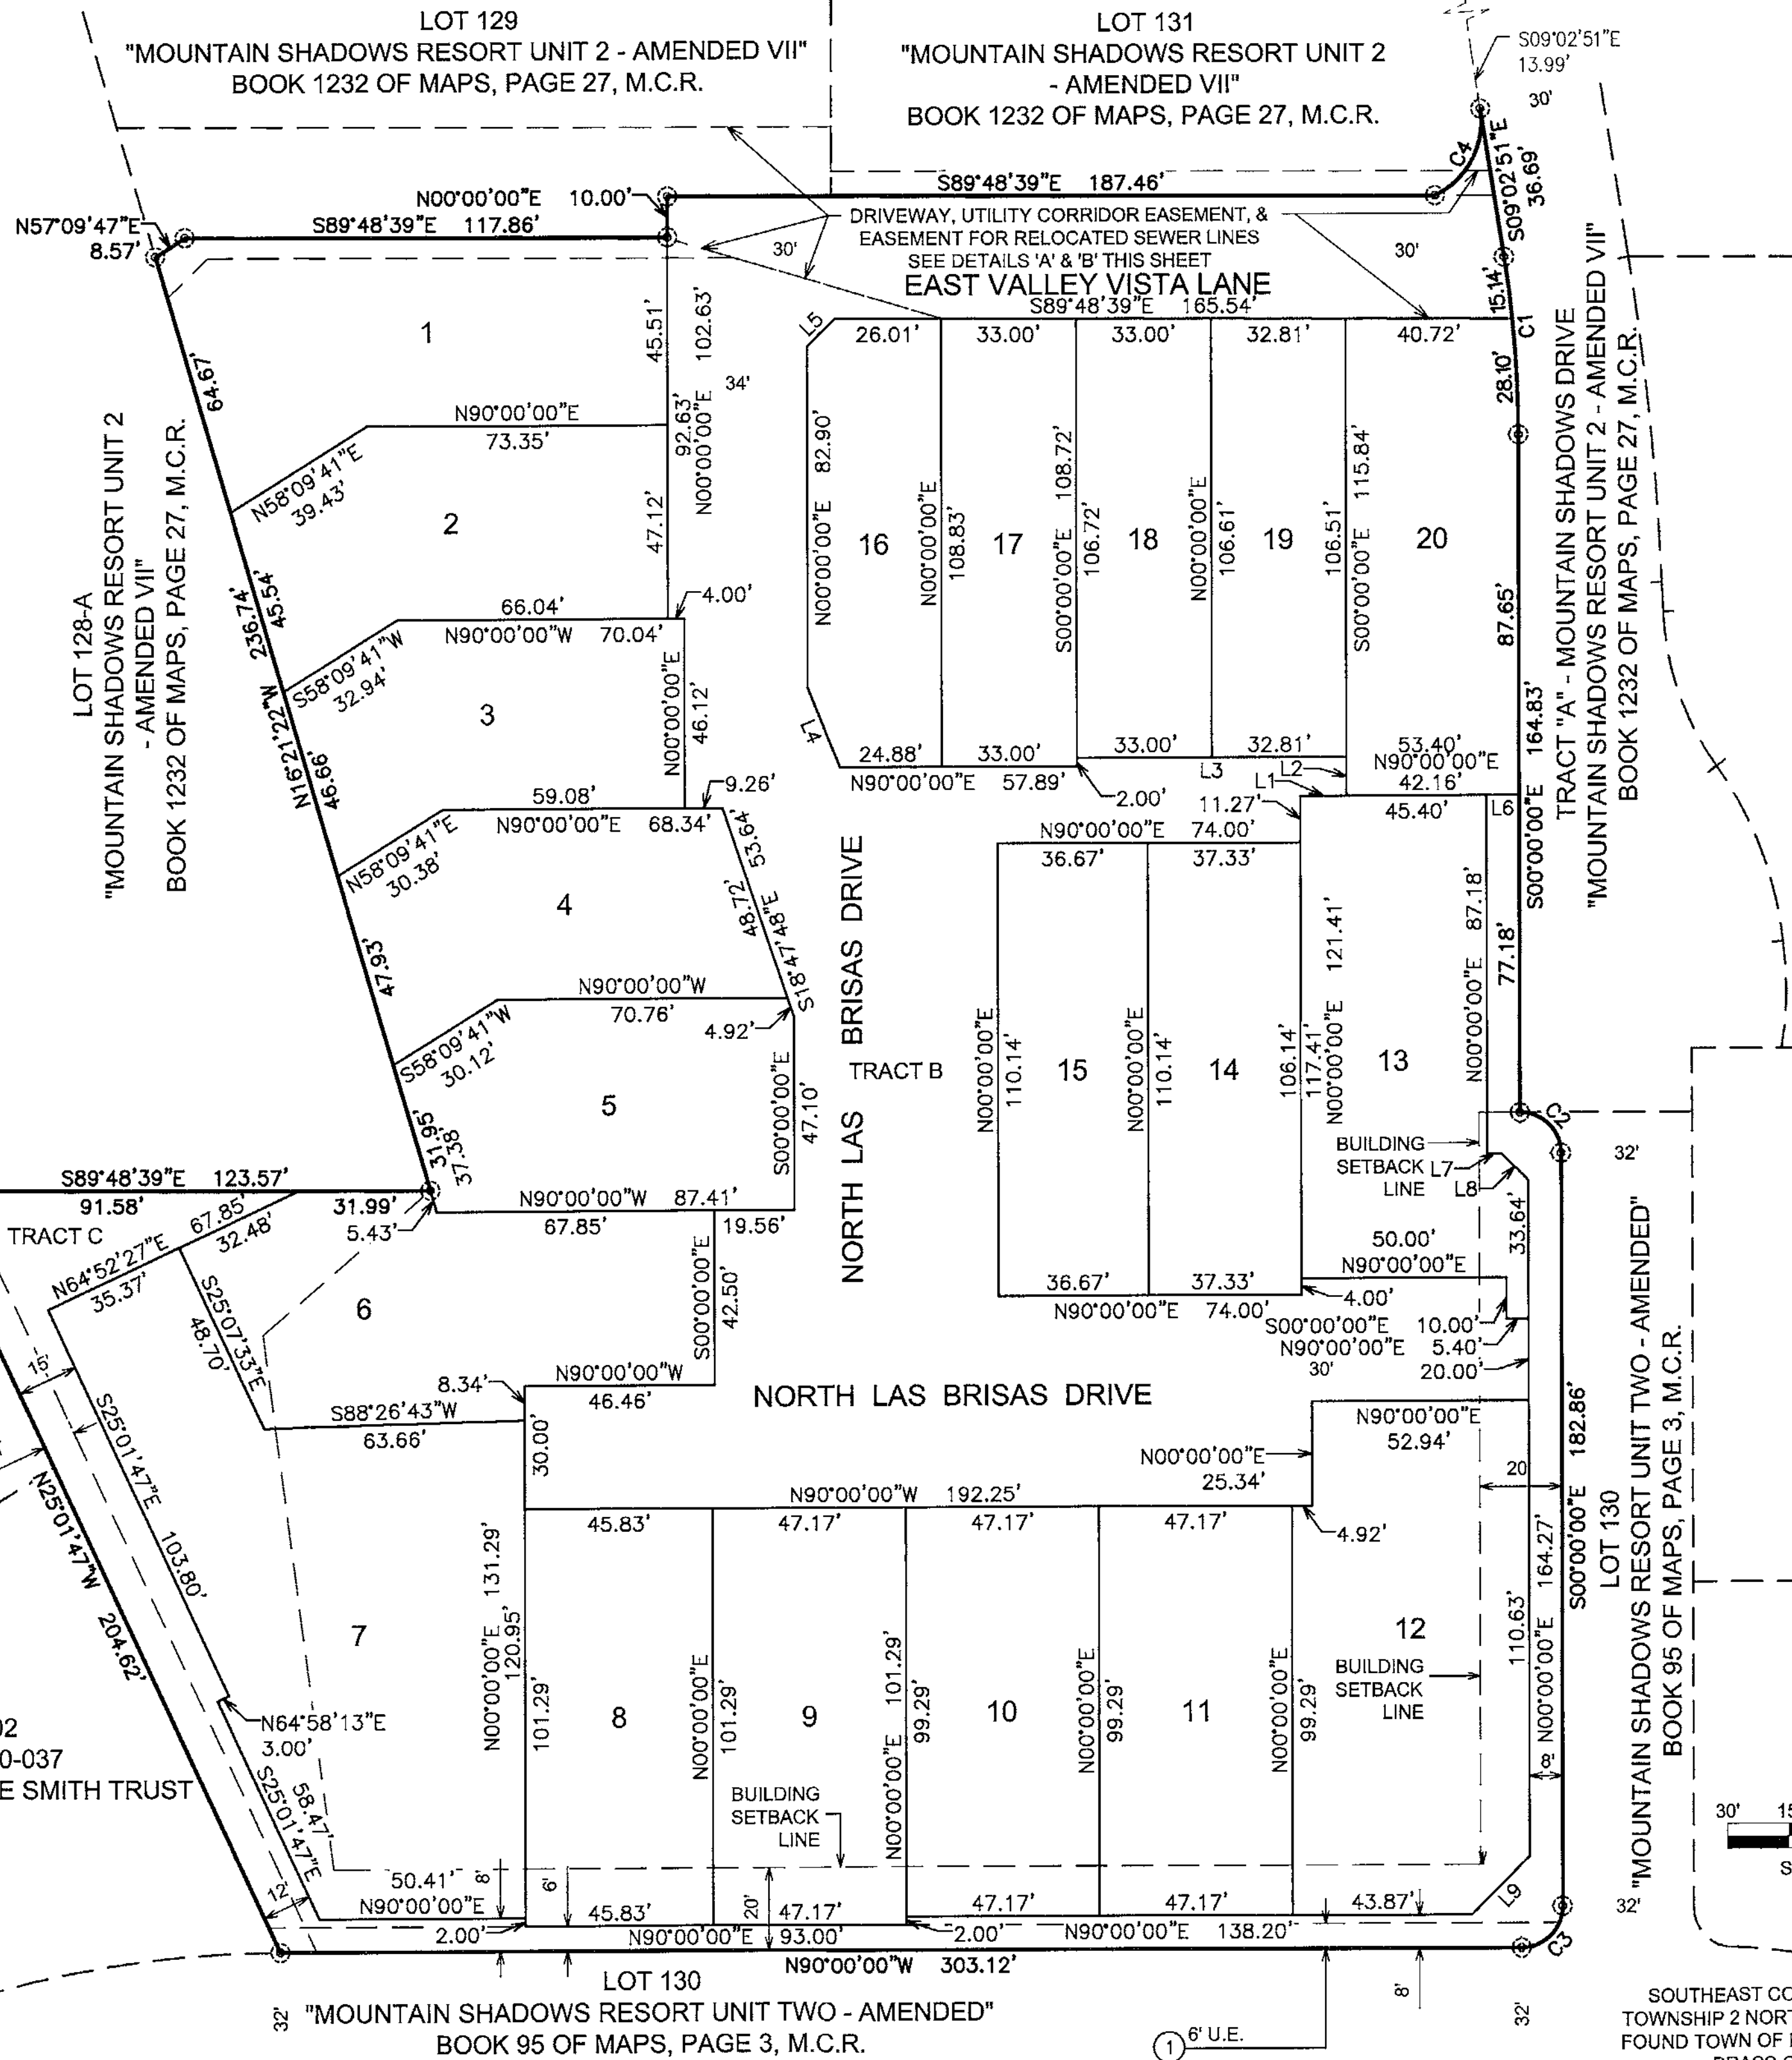 LOT 129
"MOUNTAIN SHADOWS RESORT UNIT 2 - AMENDED VII"
BOOK 1232 OF MAPS, PAGE 27, M.C.R.
LOT 131
"MOUNTAIN SHADOWS RESORT UNIT 2
- AMENDED VII"
BOOK 1232 OF MAPS, PAGE 27, M.C.R.
S09°02'51"E
13.99'
30'
C4
S09°02'51"E
36.69'
N00°00'00"E 10.00'
S89°48'39"E 187.46'
N57°09'47"E
8.57'
S89°48'39"E 117.86'
DRIVEWAY, UTILITY CORRIDOR EASEMENT, &
EASEMENT FOR RELOCATED SEWER LINES
SEE DETAILS 'A' & 'B' THIS SHEET
30'
30'
EAST VALLEY VISTA LANE
S89°48'39"E 165.54'
15.14'
C1
28.10'
L5
26.01'
33.00'
33.00'
32.81'
40.72'
1
64.67'
45.51'
102.63'
34'
92.63'
N00°00'00"E
N90°00'00"E
73.35'
N58°09'41"E
39.43'
2
47.12'
LOT 128-A
"MOUNTAIN SHADOWS RESORT UNIT 2
- AMENDED VII"
BOOK 1232 OF MAPS, PAGE 27, M.C.R.
N16°21'22"W 236.74'
45.54'
66.04'
4.00'
N90°00'00"W 70.04'
S58°09'41"W
32.94'
3
N00°00'00"E
46.12'
46.66'
59.08'
9.26'
N90°00'00"E 68.34'
N58°09'41"E
30.38'
4
48.72'
S18°47'48"E 53.64'
47.93'
N90°00'00"W
70.76'
4.92'
S58°09'41"W
30.12'
5
S00°00'00"E
47.10'
31.95'
37.38'
N90°00'00"W 87.41'
67.85'
19.56'
N00°00'00"E 82.90'
16
N00°00'00"E
108.83'
17
S00°00'00"E 108.72'
106.72'
18
N00°00'00"E
106.61'
19
106.51'
S00°00'00"E 115.84'
20
87.65'
L4
24.88'
33.00'
N90°00'00"E 57.89'
33.00'
32.81'
L3
L2
L1
2.00'
53.40'
N90°00'00"E
42.16'
45.40'
L6
S00°00'00"E 164.83'
TRACT "A" - MOUNTAIN SHADOWS DRIVE
"MOUNTAIN SHADOWS RESORT UNIT 2 - AMENDED VII"
BOOK 1232 OF MAPS, PAGE 27, M.C.R.
11.27'
N90°00'00"E 74.00'
36.67'
37.33'
NORTH LAS BRISAS DRIVE
TRACT B
N00°00'00"E
110.14'
15
N00°00'00"E
110.14'
14
106.14'
117.41'
N00°00'00"E 121.41'
13
N00°00'00"E 87.18'
77.18'
C2
BUILDING
SETBACK
LINE
L7
L8
32'
33.64'
50.00'
N90°00'00"E
36.67'
37.33'
N90°00'00"E 74.00'
4.00'
S00°00'00"E 10.00'
N90°00'00"E 5.40'
30'
20.00'
S89°48'39"E 123.57'
91.58'
31.99'
TRACT C
67.85'
32.48'
5.43'
N64°52'27"E
35.37'
6
S25°07'33"E
48.70'
S00°00'00"E
42.50'
15'
N90°00'00"W
46.46'
8.34'
NORTH LAS BRISAS DRIVE
S88°26'43"W
63.66'
30.00'
S25°01'47"E 103.80'
N25°01'47"W 204.62'
N90°00'00"W 192.25'
N00°00'00"E
25.34'
N90°00'00"E
52.94'
20
45.83'
47.17'
47.17'
47.17'
4.92'
7
N00°00'00"E 131.29'
120.95'
101.29'
8
N00°00'00"E
101.29'
9
N00°00'00"E 101.29'
99.29'
10
N00°00'00"E
99.29'
11
N00°00'00"E
99.29'
12
BUILDING
SETBACK
LINE
110.63'
N00°00'00"E 164.27'
8'
S00°00'00"E 182.86'
LOT 130
"MOUNTAIN SHADOWS RESORT UNIT TWO - AMENDED"
BOOK 95 OF MAPS, PAGE 3, M.C.R.
02
0-037
E SMITH TRUST
N64°58'13"E
3.00'
S25°01'47"E
58.47'
12'
BUILDING
SETBACK
LINE
50.41'
N90°00'00"E
8'
6'
20'
2.00'
45.83'
47.17'
N90°00'00"E 93.00'
2.00'
47.17'
47.17'
43.87'
N90°00'00"E 138.20'
L9
C3
32'
30' 15
S
N90°00'00"W 303.12'
LOT 130
"MOUNTAIN SHADOWS RESORT UNIT TWO - AMENDED"
BOOK 95 OF MAPS, PAGE 3, M.C.R.
32'
1 6' U.E.
8'
32'
SOUTHEAST CO
TOWNSHIP 2 NORT
FOUND TOWN OF